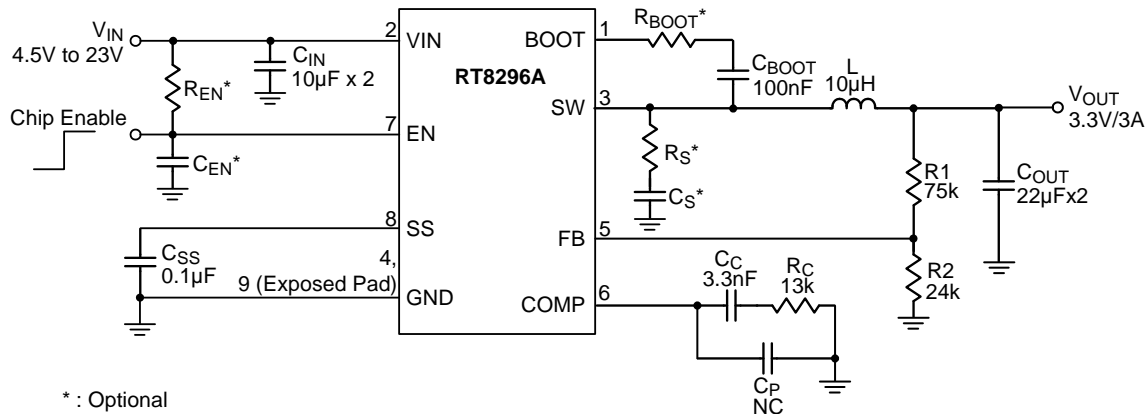 V_IN
4.5V to 23V
R_EN*
C_IN
10µF x 2
Chip Enable
C_EN*
C_SS
0.1µF
2
VIN
7
EN
8
SS
4,
9 (Exposed Pad)
GND
RT8296A
BOOT
1
SW
3
FB
5
COMP
6
R_BOOT*
C_BOOT
100nF
L
10µH
R_S*
C_S*
V_OUT
3.3V/3A
R1
75k
C_OUT
22µFx2
R2
24k
C_C
3.3nF
R_C
13k
C_P
NC
* : Optional